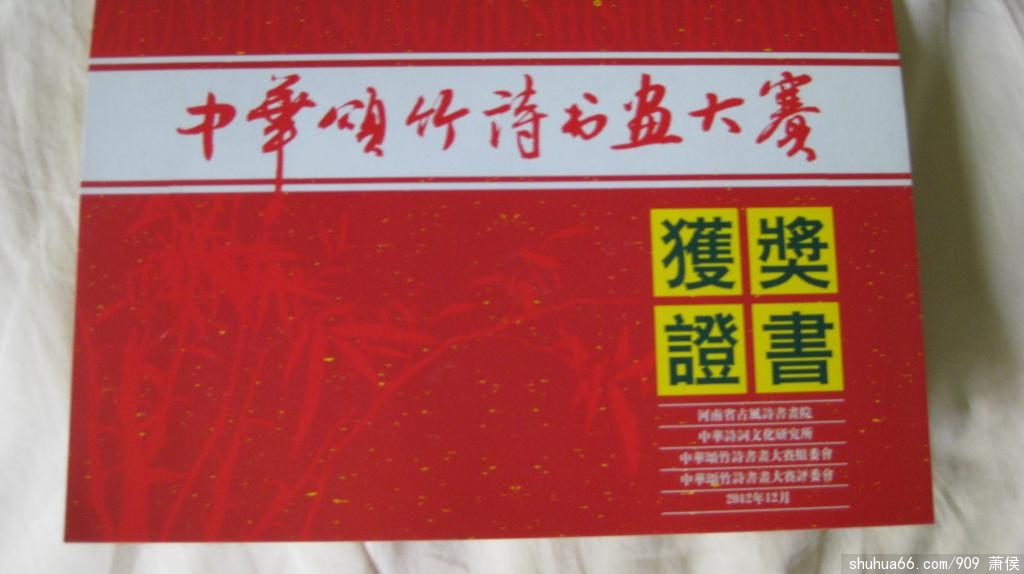 ZHONGHUASONGZHUSHISHUHUADASAI
中華頌竹詩书畫大賽
獲獎
證書
河南省古風詩書畫院
中華詩詞文化研究所
中華頌竹詩書畫大賽組委會
中華頌竹詩書畫大賽評委會
2012年12月
shuhua66.com/909 萧侯